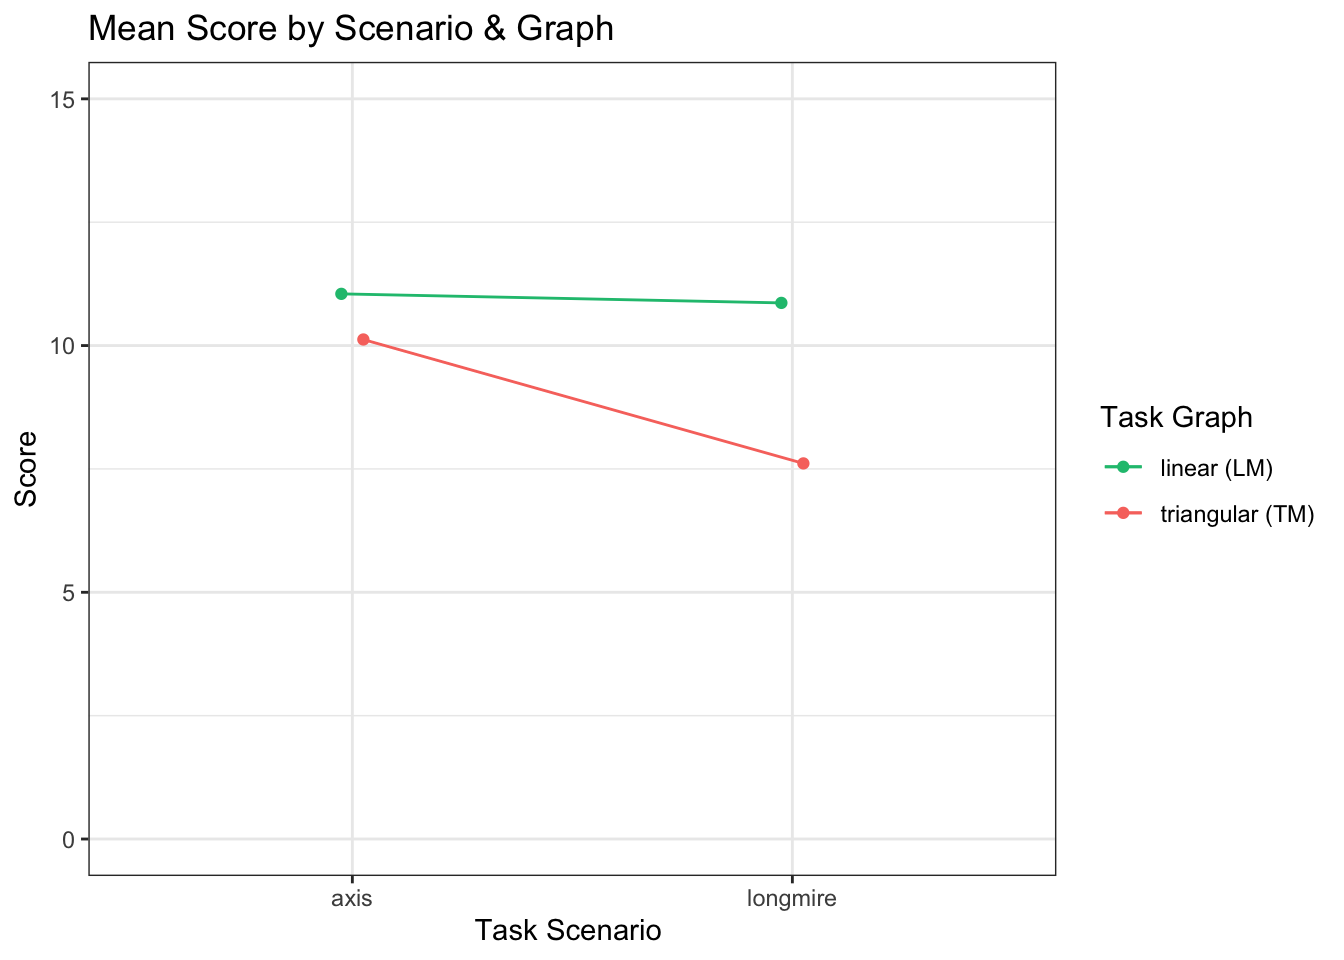 Mean Score by Scenario & Graph
15
10
5
0
Score
axis
longmire
Task Scenario
Task Graph
linear (LM)
triangular (TM)